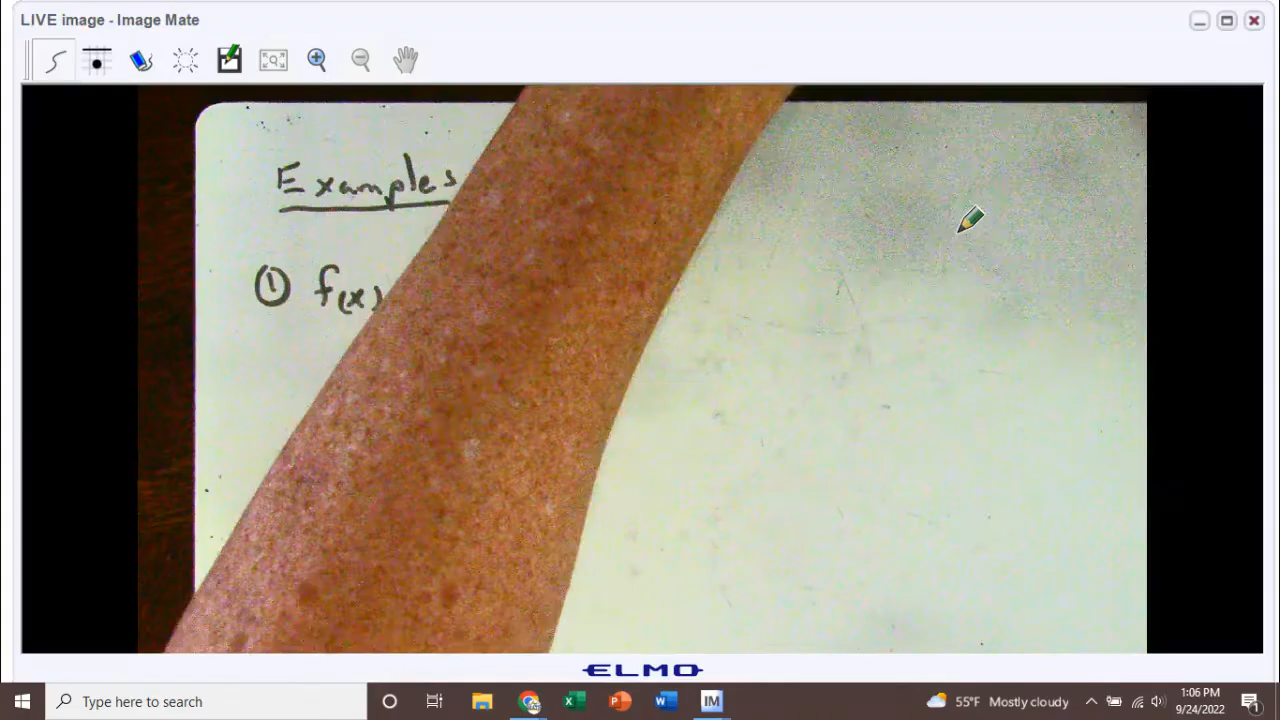 LIVE image - Image Mate
Examples
① f(x)
ELMO
Type here to search
55°F Mostly cloudy
1:06 PM
9/24/2022